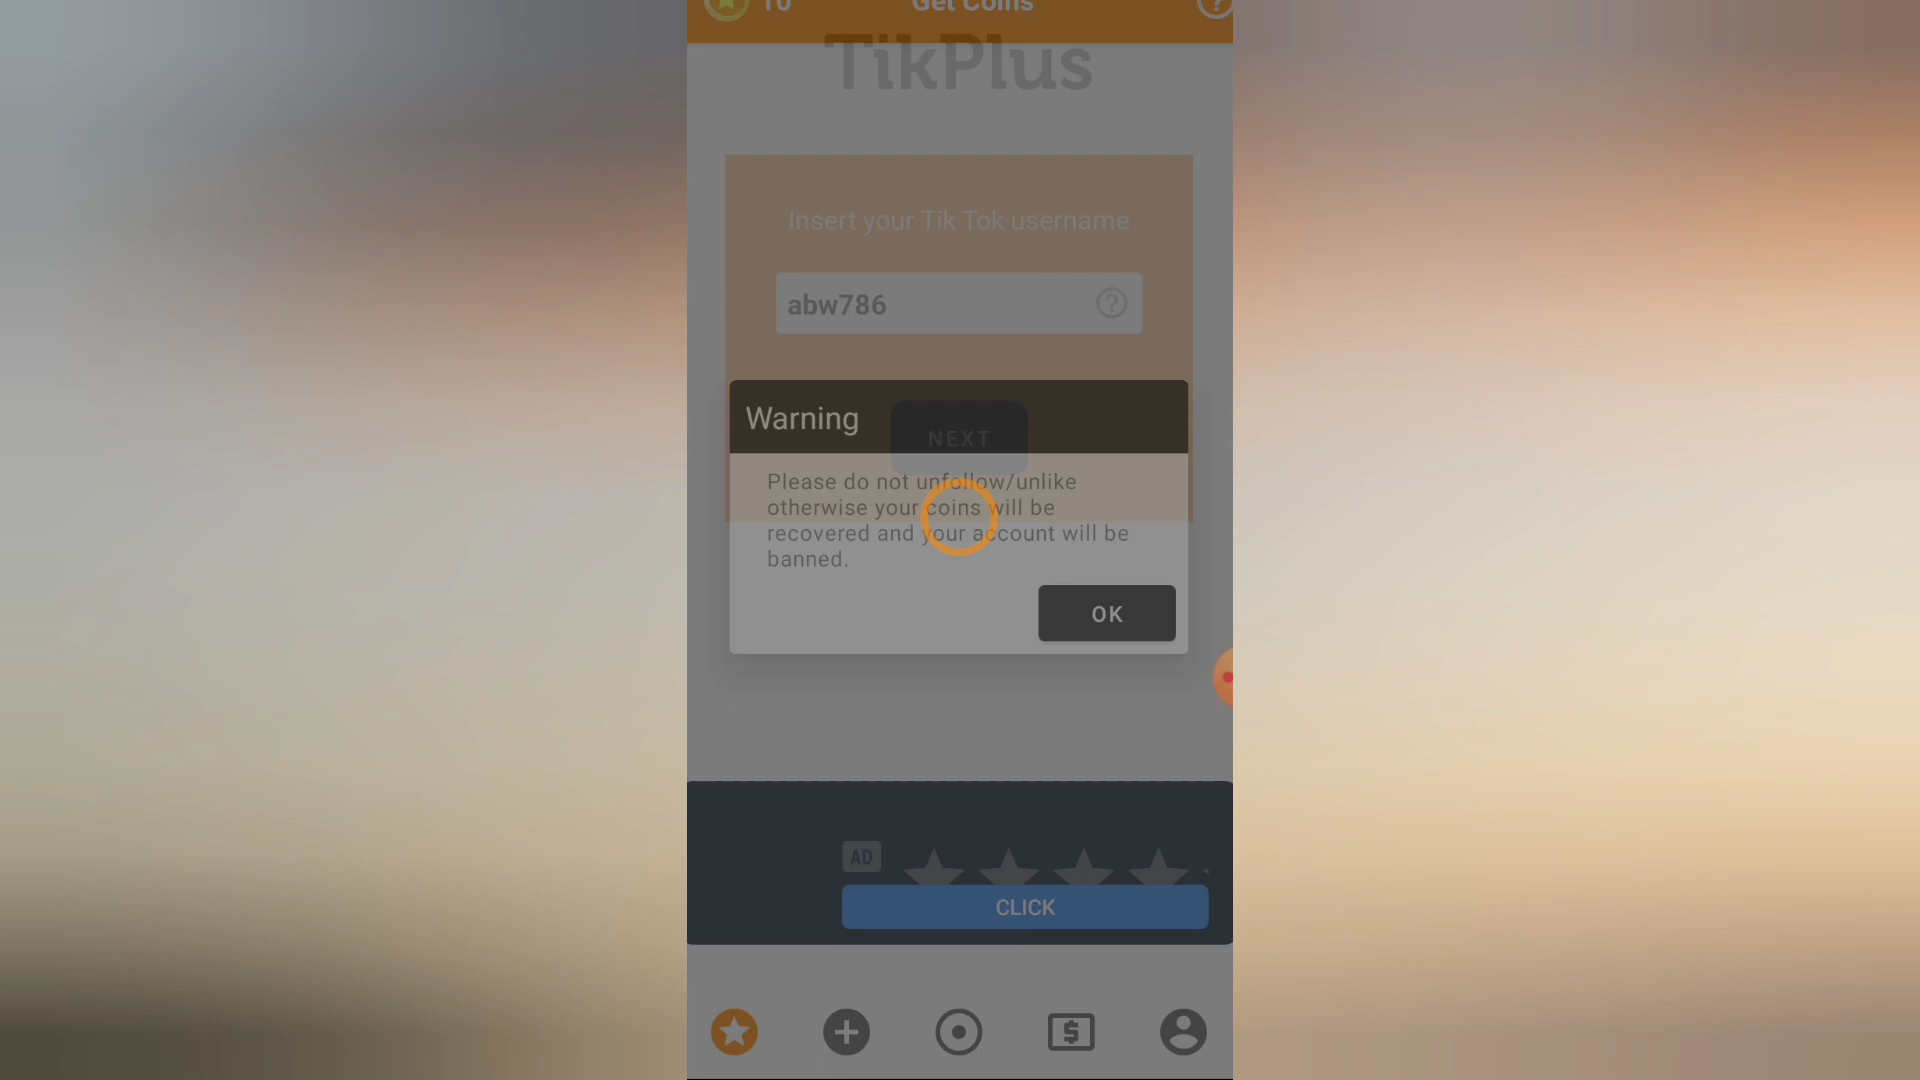 10 Get Coins ?
TikPlus
Insert your Tik Tok username
abw786 ?
Warning
NEXT
Please do not unfollow/unlike
otherwise your coins will be
recovered and your account will be
banned.
OK
AD
CLICK